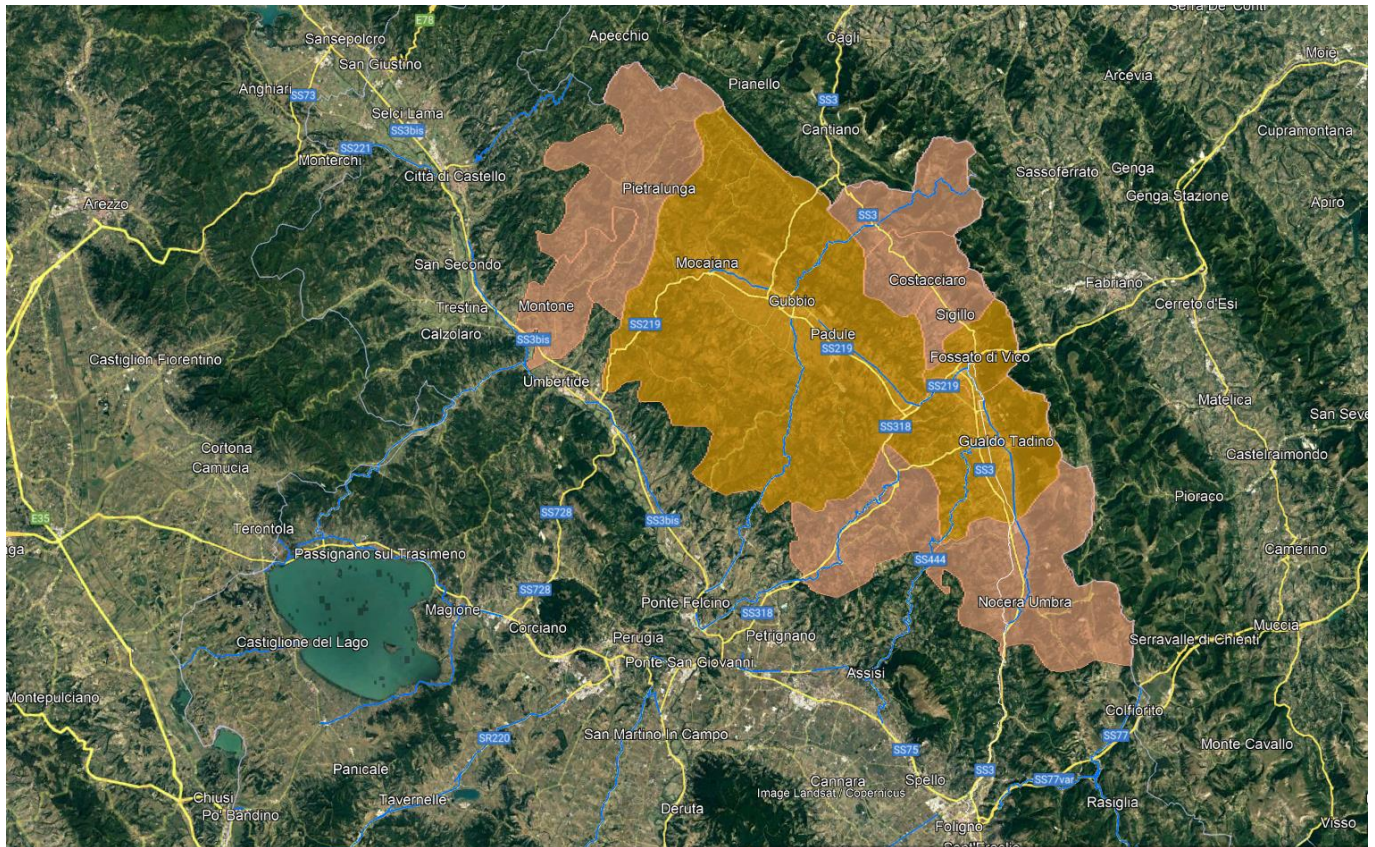 Serra De' Conti
E78
Sansepolcro
Apecchio
Cagli
San Giustino
Moie
Pianello
Arcevia
Anghiari
SS73
SS3
Selci Lama
SS3bis
Cantiano
Cupramontana
SS221
Monterchi
Città di Castello
Pietralunga
Sassoferrato
Genga
Genga Stazione
Arezzo
Apiro
SS3
San Secondo
Mocaiana
Costacciaro
Fabriano
Gubbio
Cerreto d'Esi
Trestina
Montone
Sigillo
Calzolaro
SS219
Padule
SS3bis
SS219
Castiglion Fiorentino
Fossato di Vico
Umbertide
SS219
Matelica
San Seve
SS318
Cortona
Gualdo Tadino
Castelraimondo
Camucia
SS3
Pioraco
E35
SS728
SS3bis
Terontola
Passignano sul Trasimeno
Camerino
SS444
SS728
Magione
Ponte Felcino
Nocera Umbra
SS318
Corciano
Petrignano
Muccia
Castiglione del Lago
Perugia
Serravalle di Chienti
Ponte San Giovanni
Assisi
Montepulciano
Colfiorito
San Martino In Campo
SS77
SR220
SS75
Monte Cavallo
Panicale
SS3
Cannara
Spello
SS77var
Image Landsat / Copernicus
Chiusi
Tavernelle
Rasiglia
Po' Bandino
Deruta
Foligno
Visso